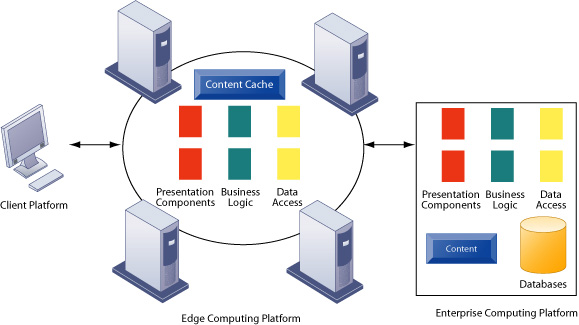 Content Cache
Presentation
Components
Business
Logic
Data
Access
Client Platform
Edge Computing Platform
Presentation
Components
Business
Logic
Data
Access
Content
Databases
Enterprise Computing Platform